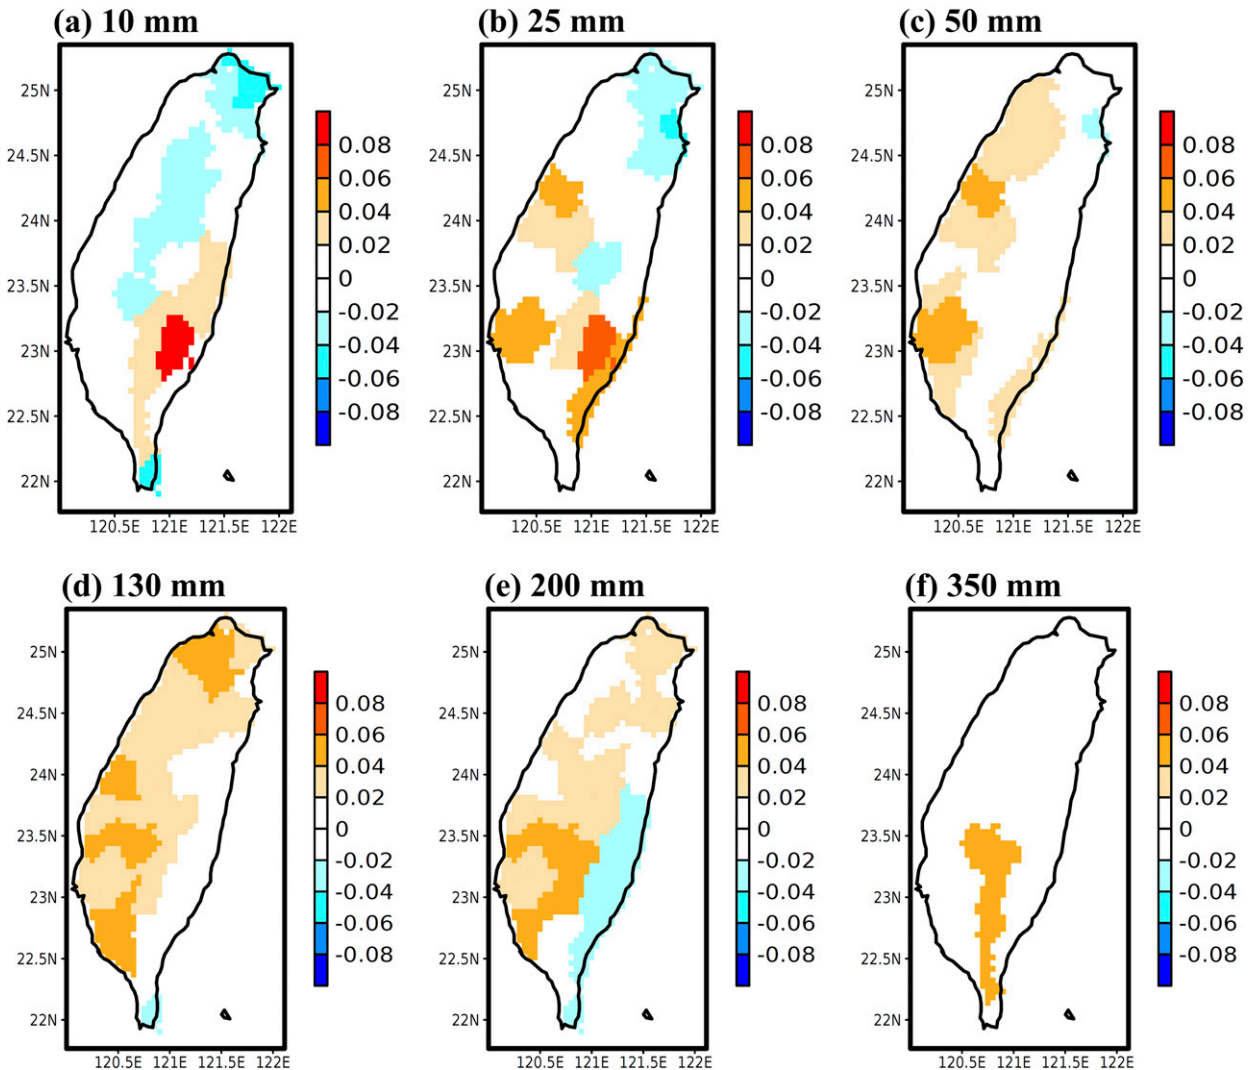 (a) 10 mm
25N
24.5N
24N
23.5N
23N
22.5N
22N
120.5E 121E 121.5E 122E
0.08
0.06
0.04
0.02
0
-0.02
-0.04
-0.06
-0.08
(b) 25 mm
25N
24.5N
24N
23.5N
23N
22.5N
22N
120.5E 121E 121.5E 122E
0.08
0.06
0.04
0.02
0
-0.02
-0.04
-0.06
-0.08
(c) 50 mm
25N
24.5N
24N
23.5N
23N
22.5N
22N
120.5E 121E 121.5E 122E
0.08
0.06
0.04
0.02
0
-0.02
-0.04
-0.06
-0.08
(d) 130 mm
25N
24.5N
24N
23.5N
23N
22.5N
22N
120.5E 121E 121.5E 122E
0.08
0.06
0.04
0.02
0
-0.02
-0.04
-0.06
-0.08
(e) 200 mm
25N
24.5N
24N
23.5N
23N
22.5N
22N
120.5E 121E 121.5E 122E
0.08
0.06
0.04
0.02
0
-0.02
-0.04
-0.06
-0.08
(f) 350 mm
25N
24.5N
24N
23.5N
23N
22.5N
22N
120.5E 121E 121.5E 122E
0.08
0.06
0.04
0.02
0
-0.02
-0.04
-0.06
-0.08